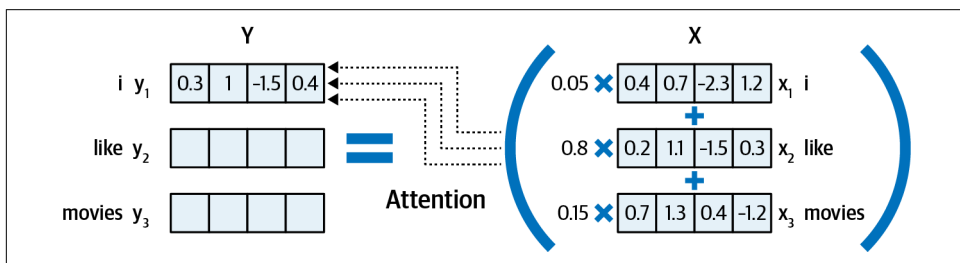 Y X
i y1 0.3 1 -1.5 0.4 0.05 × 0.4 0.7 -2.3 1.2 x1 i
+
like y2 = 0.8 × 0.2 1.1 -1.5 0.3 x2 like
+
movies y3 Attention 0.15 × 0.7 1.3 0.4 -1.2 x3 movies